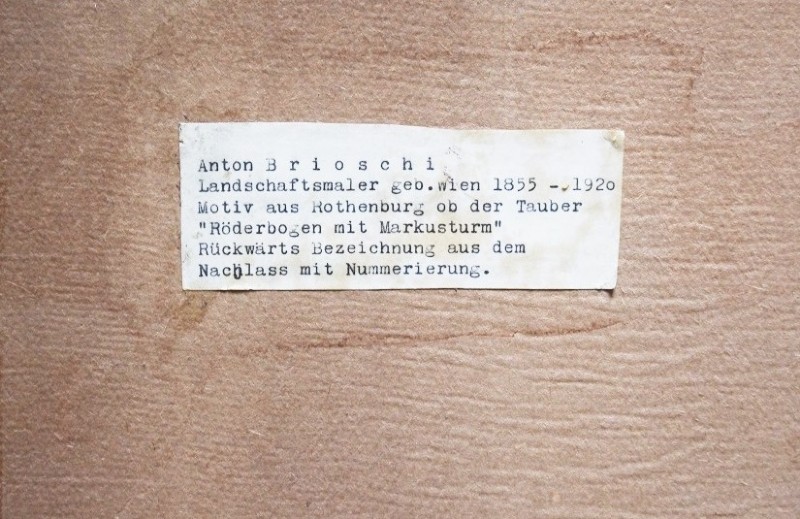 Anton B r i o s c h i
Landschaftsmaler geb.wien 1855 - 1920
Motiv aus Rothenburg ob der Tauber
"Röderbogen mit Markusturm"
Rückwärts Bezeichnung aus dem
Nachlass mit Nummerierung.